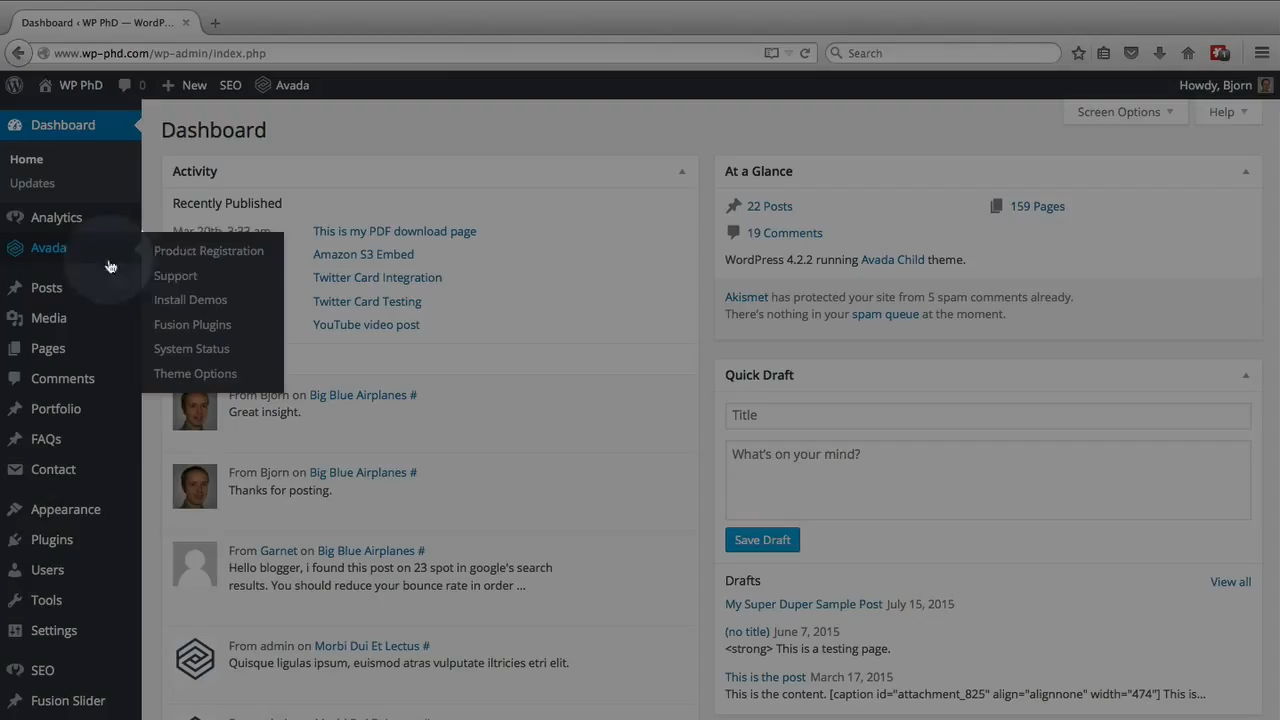 Dashboard ‹ WP PhD — WordP...
www.wp-phd.com/wp-admin/index.php
Search
1
WP PhD
0
New
SEO
Avada
Howdy, Bjorn
Dashboard
Home
Updates
Analytics
Avada
Posts
Media
Pages
Comments
Portfolio
FAQs
Contact
Appearance
Plugins
Users
Tools
Settings
SEO
Fusion Slider
Product Registration
Support
Install Demos
Fusion Plugins
System Status
Theme Options
Screen Options
Help
Dashboard
Activity
Recently Published
Mar 20th, 3:33 am
This is my PDF download page
Amazon S3 Embed
Twitter Card Integration
Twitter Card Testing
YouTube video post
From Bjorn on Big Blue Airplanes #
Great insight.
From Bjorn on Big Blue Airplanes #
Thanks for posting.
From Garnet on Big Blue Airplanes #
Hello blogger, i found this post on 23 spot in google's search
results. You should reduce your bounce rate in order ...
From admin on Morbi Dui Et Lectus #
Quisque ligulas ipsum, euismod atras vulputate iltricies etri elit.
At a Glance
22 Posts
159 Pages
19 Comments
WordPress 4.2.2 running Avada Child theme.
Akismet has protected your site from 5 spam comments already.
There's nothing in your spam queue at the moment.
Quick Draft
Title
What's on your mind?
Save Draft
Drafts
View all
My Super Duper Sample Post July 15, 2015
(no title) June 7, 2015
<strong> This is a testing page.
This is the post March 17, 2015
This is the content. [caption id="attachment_825" align="alignnone" width="474"] This is...